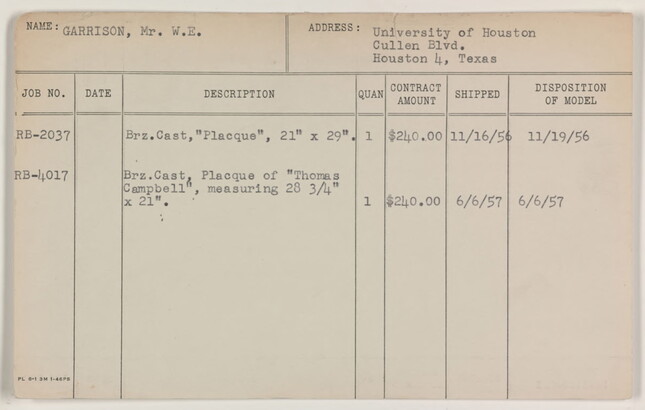 NAME: GARRISON, Mr. W.E.
ADDRESS: University of Houston
Cullen Blvd.
Houston 4, Texas
JOB NO. DATE DESCRIPTION QUAN CONTRACT AMOUNT SHIPPED DISPOSITION OF MODEL
RB-2037 Brz.Cast,"Placque", 21" x 29". 1 $240.00 11/16/56 11/19/56
RB-4017 Brz.Cast, Placque of "Thomas
Campbell", measuring 28 3/4"
x 21". 1 $240.00 6/6/57 6/6/57